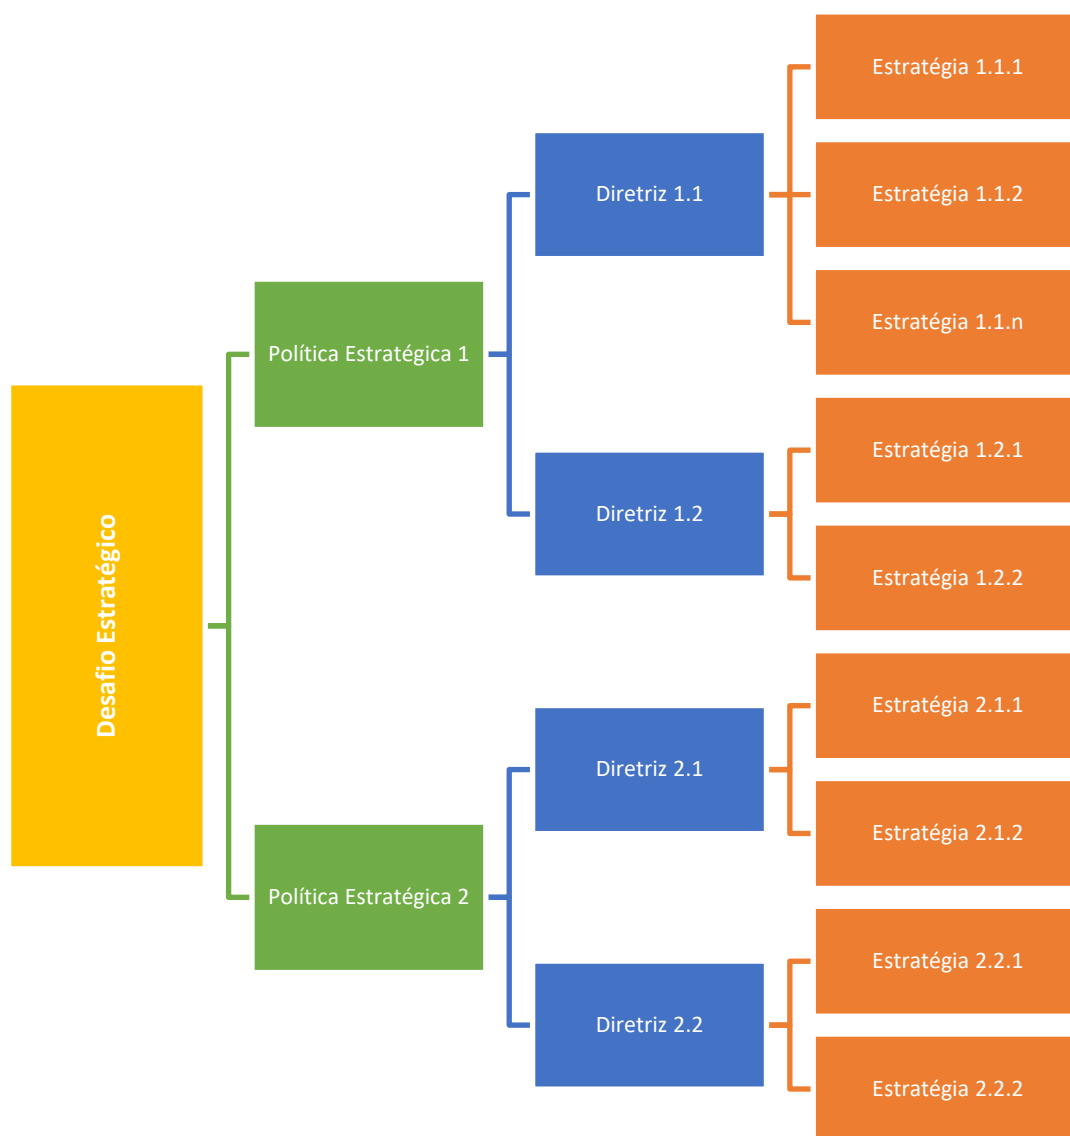 Desafio Estratégico
Política Estratégica 1
Diretriz 1.1
Estratégia 1.1.1
Estratégia 1.1.2
Estratégia 1.1.n
Diretriz 1.2
Estratégia 1.2.1
Estratégia 1.2.2
Política Estratégica 2
Diretriz 2.1
Estratégia 2.1.1
Estratégia 2.1.2
Diretriz 2.2
Estratégia 2.2.1
Estratégia 2.2.2